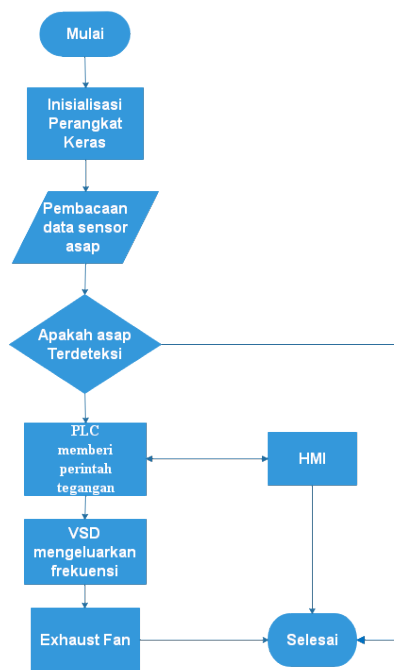 Mulai
Inisialisasi
Perangkat
Keras
Pembacaan
data sensor
asap
Apakah asap
Terdeteksi
PLC
memberi
perintah
tegangan
HMI
VSD
mengeluarkan
frekuensi
Exhaust Fan
Selesai